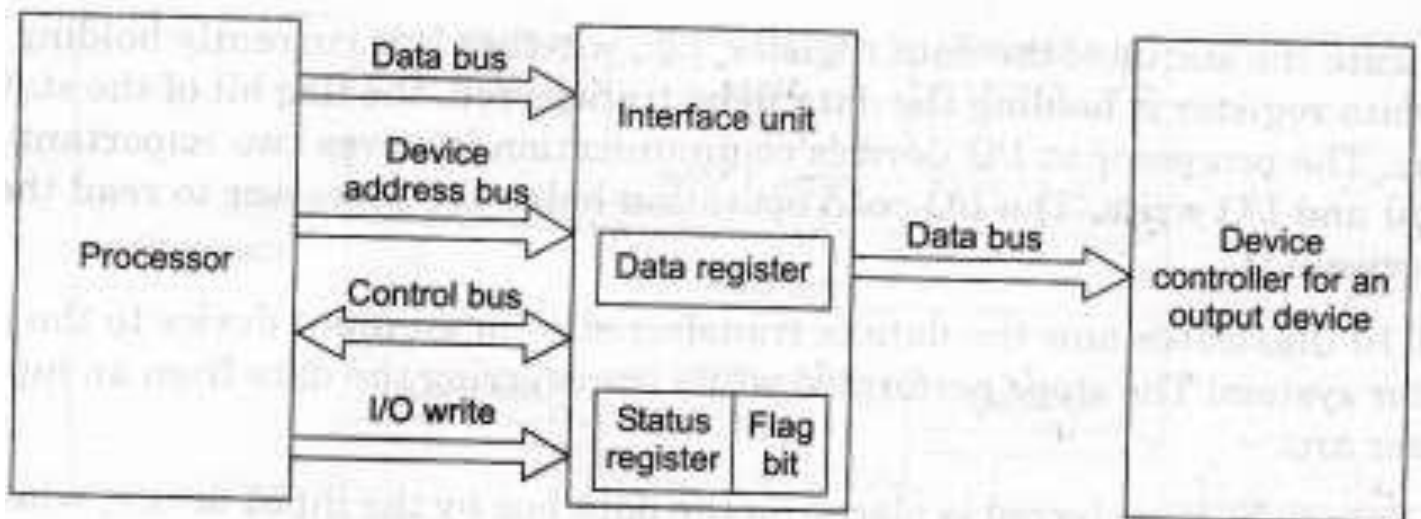 Processor
Data bus
Device
address bus
Control bus
I/O write
Interface unit
Data register
Status
register
Flag
bit
Data bus
Device
controller for an
output device